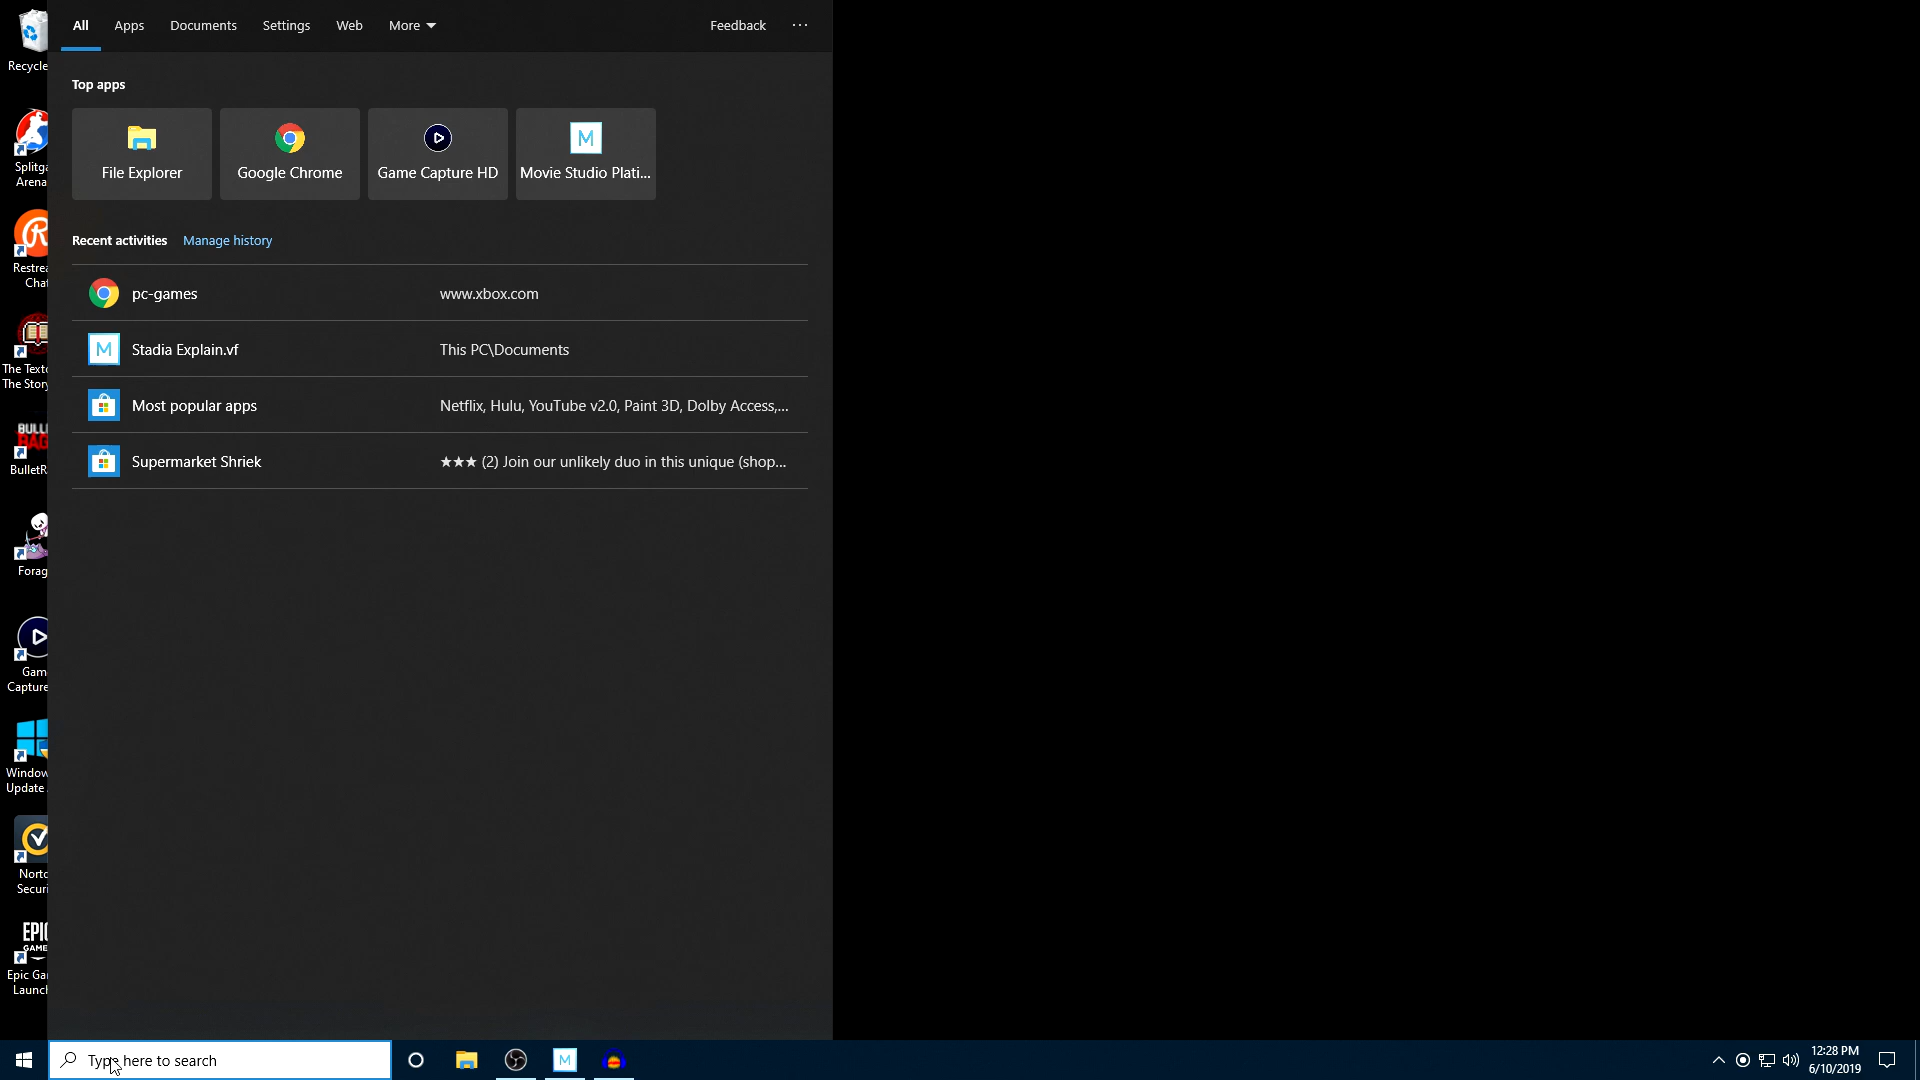 All Apps Documents Settings Web More Feedback ...
Top apps
File Explorer
Google Chrome
Game Capture HD
M
Movie Studio Plati...
Recent activities Manage history
pc-games www.xbox.com
M Stadia Explain.vf This PC\Documents
Most popular apps Netflix, Hulu, YouTube v2.0, Paint 3D, Dolby Access,...
Supermarket Shriek ★★★ (2) Join our unlikely duo in this unique (shop...
Recycle
Splitga
Arena
Restrea
Chat
The Textc
The Story
BULL
RAG
BulletR
Forag
Gam
Capture
Window
Update
Norto
Securi
EPIC
GAME
Epic Ga
Launch
Type here to search
M
12:28 PM
6/10/2019